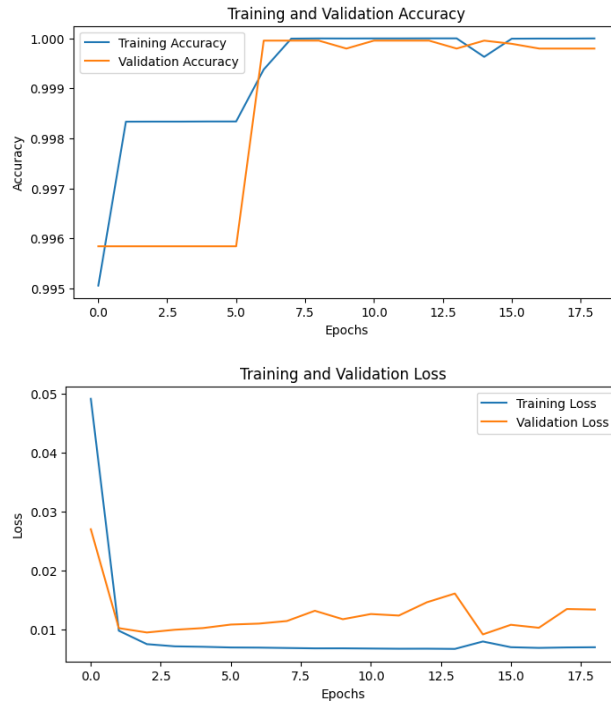 Training and Validation Accuracy
1.000
0.999
0.998
0.997
0.996
0.995
Accuracy
Training Accuracy
Validation Accuracy
0.0 2.5 5.0 7.5 10.0 12.5 15.0 17.5
Epochs
Training and Validation Loss
0.05
0.04
0.03
0.02
0.01
Loss
Training Loss
Validation Loss
0.0 2.5 5.0 7.5 10.0 12.5 15.0 17.5
Epochs